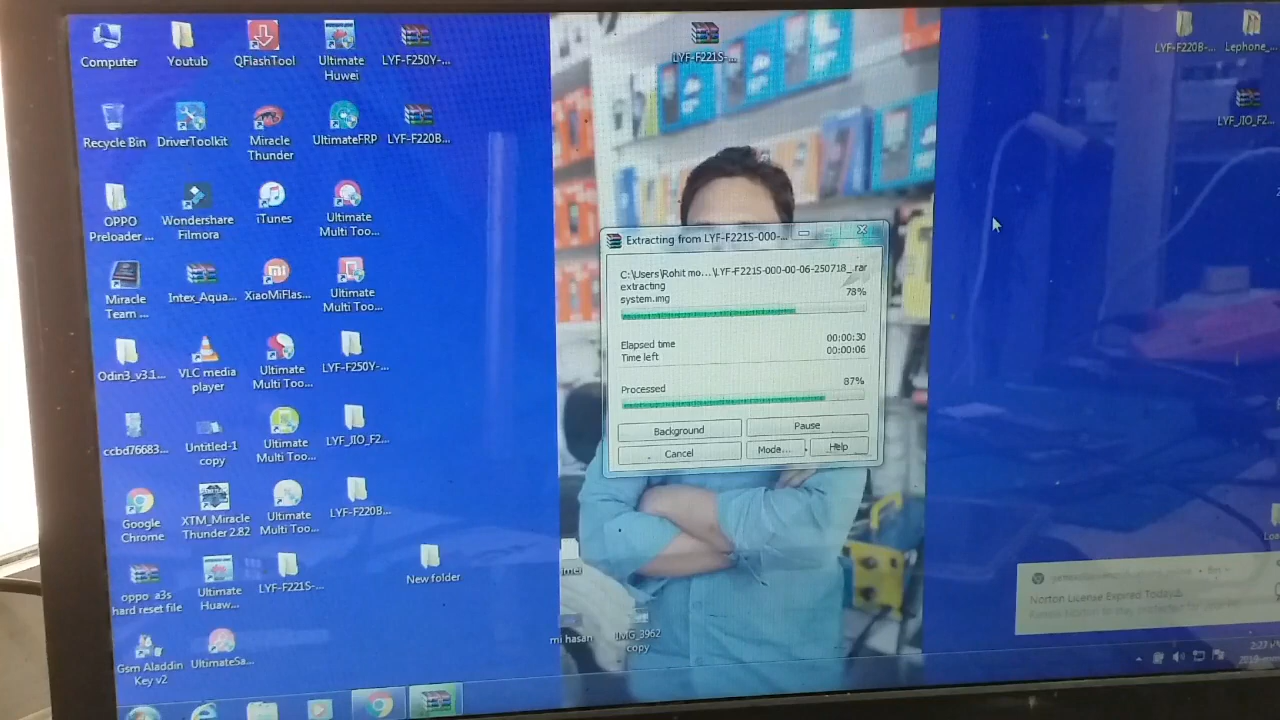 Computer
Youtub
QFlashTool
Ultimate
Huwei
LYF-F250Y-...
LYF-F221S-...
LYF-F220B-...
Lephone_...
Recycle Bin
DriverToolkit
Miracle
Thunder
UltimateFRP
LYF-F220B...
LYF_JIO_F2...
OPPO
Preloader ...
Wondershare
Filmora
iTunes
Ultimate
Multi Too...
Miracle
Team ...
Intex_Aqua...
XiaoMiFlas...
Ultimate
Multi Too...
Odin3_v3.1...
VLC media
player
Ultimate
Multi Too...
LYF-F250Y-...
ccbd76683...
Untitled-1
copy
Ultimate
Multi Too...
LYF_JIO_F2...
Google
Chrome
XTM_Miracle
Thunder 2.82
Ultimate
Multi Too...
LYF-F220B...
oppo a3s
hard reset file
Ultimate
Huaw...
LYF-F221S-...
New folder
Gsm Aladdin
Key v2
UltimateSa...
imei
mi hasan
IMG_3962
copy
Extracting from LYF-F221S-000-...
C:\Users\Rohit mo...\LYF-F221S-000-00-06-250718_.rar
extracting
system.img
78%
Elapsed time 00:00:30
Time left 00:00:06
Processed 87%
Background
Pause
Cancel
Mode...
Help
Norton License Expired Today